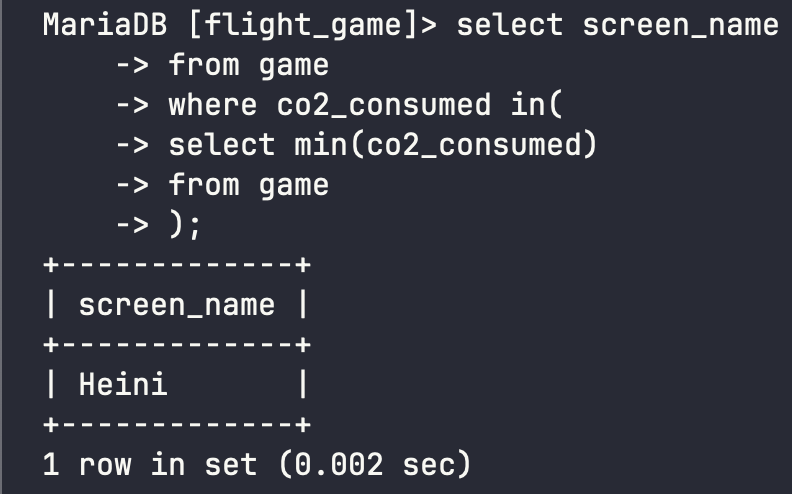 MariaDB [flight_game]> select screen_name
    -> from game
    -> where co2_consumed in(
    -> select min(co2_consumed)
    -> from game
    -> );
+-------------+
| screen_name |
+-------------+
| Heini       |
+-------------+
1 row in set (0.002 sec)